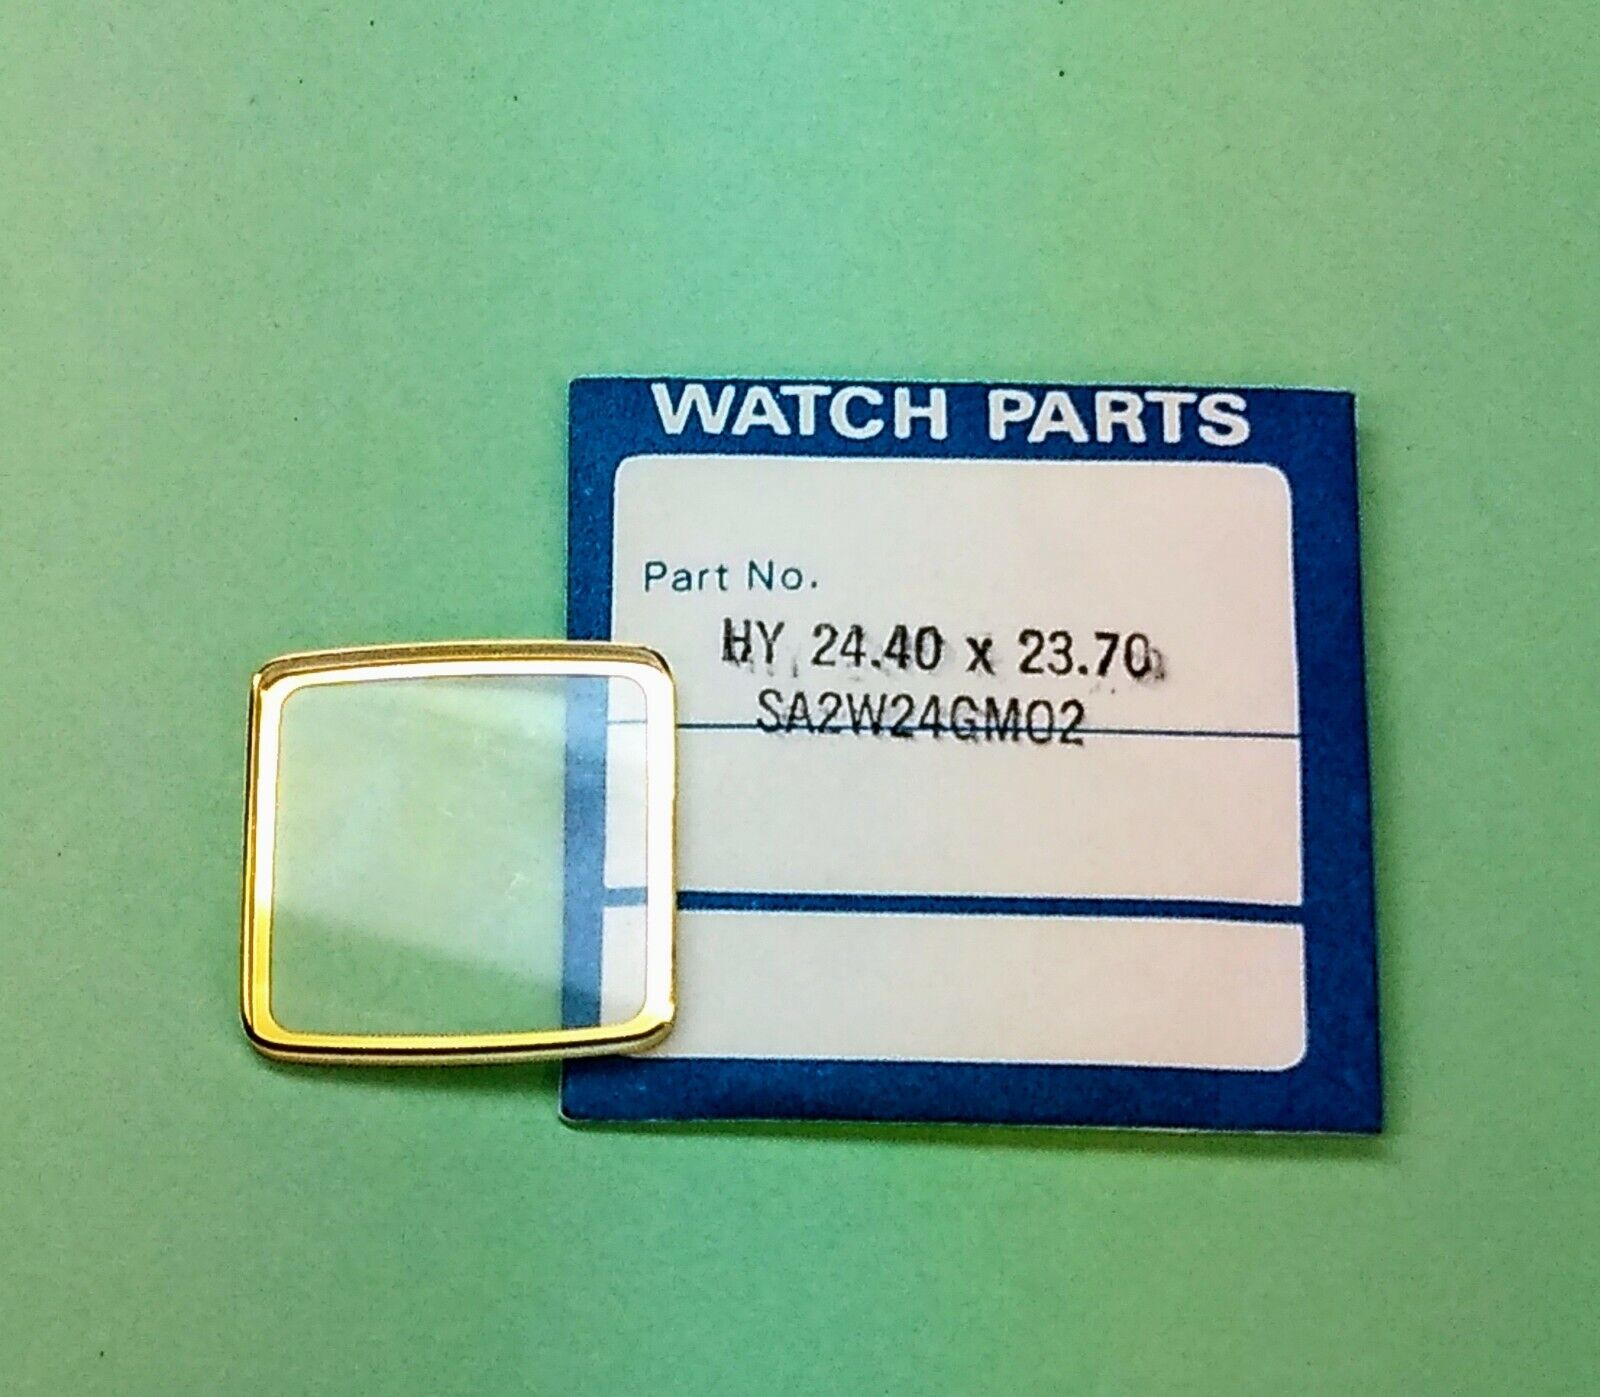 WATCH PARTS
Part No.
HY 24.40 x 23.70
SA2W24GM02